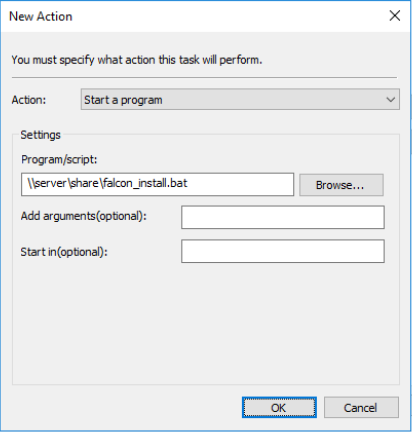 New Action
You must specify what action this task will perform.
Action: Start a program
Settings
Program/script:
\\server\share\falcon_install.bat Browse...
Add arguments(optional):
Start in(optional):
OK Cancel